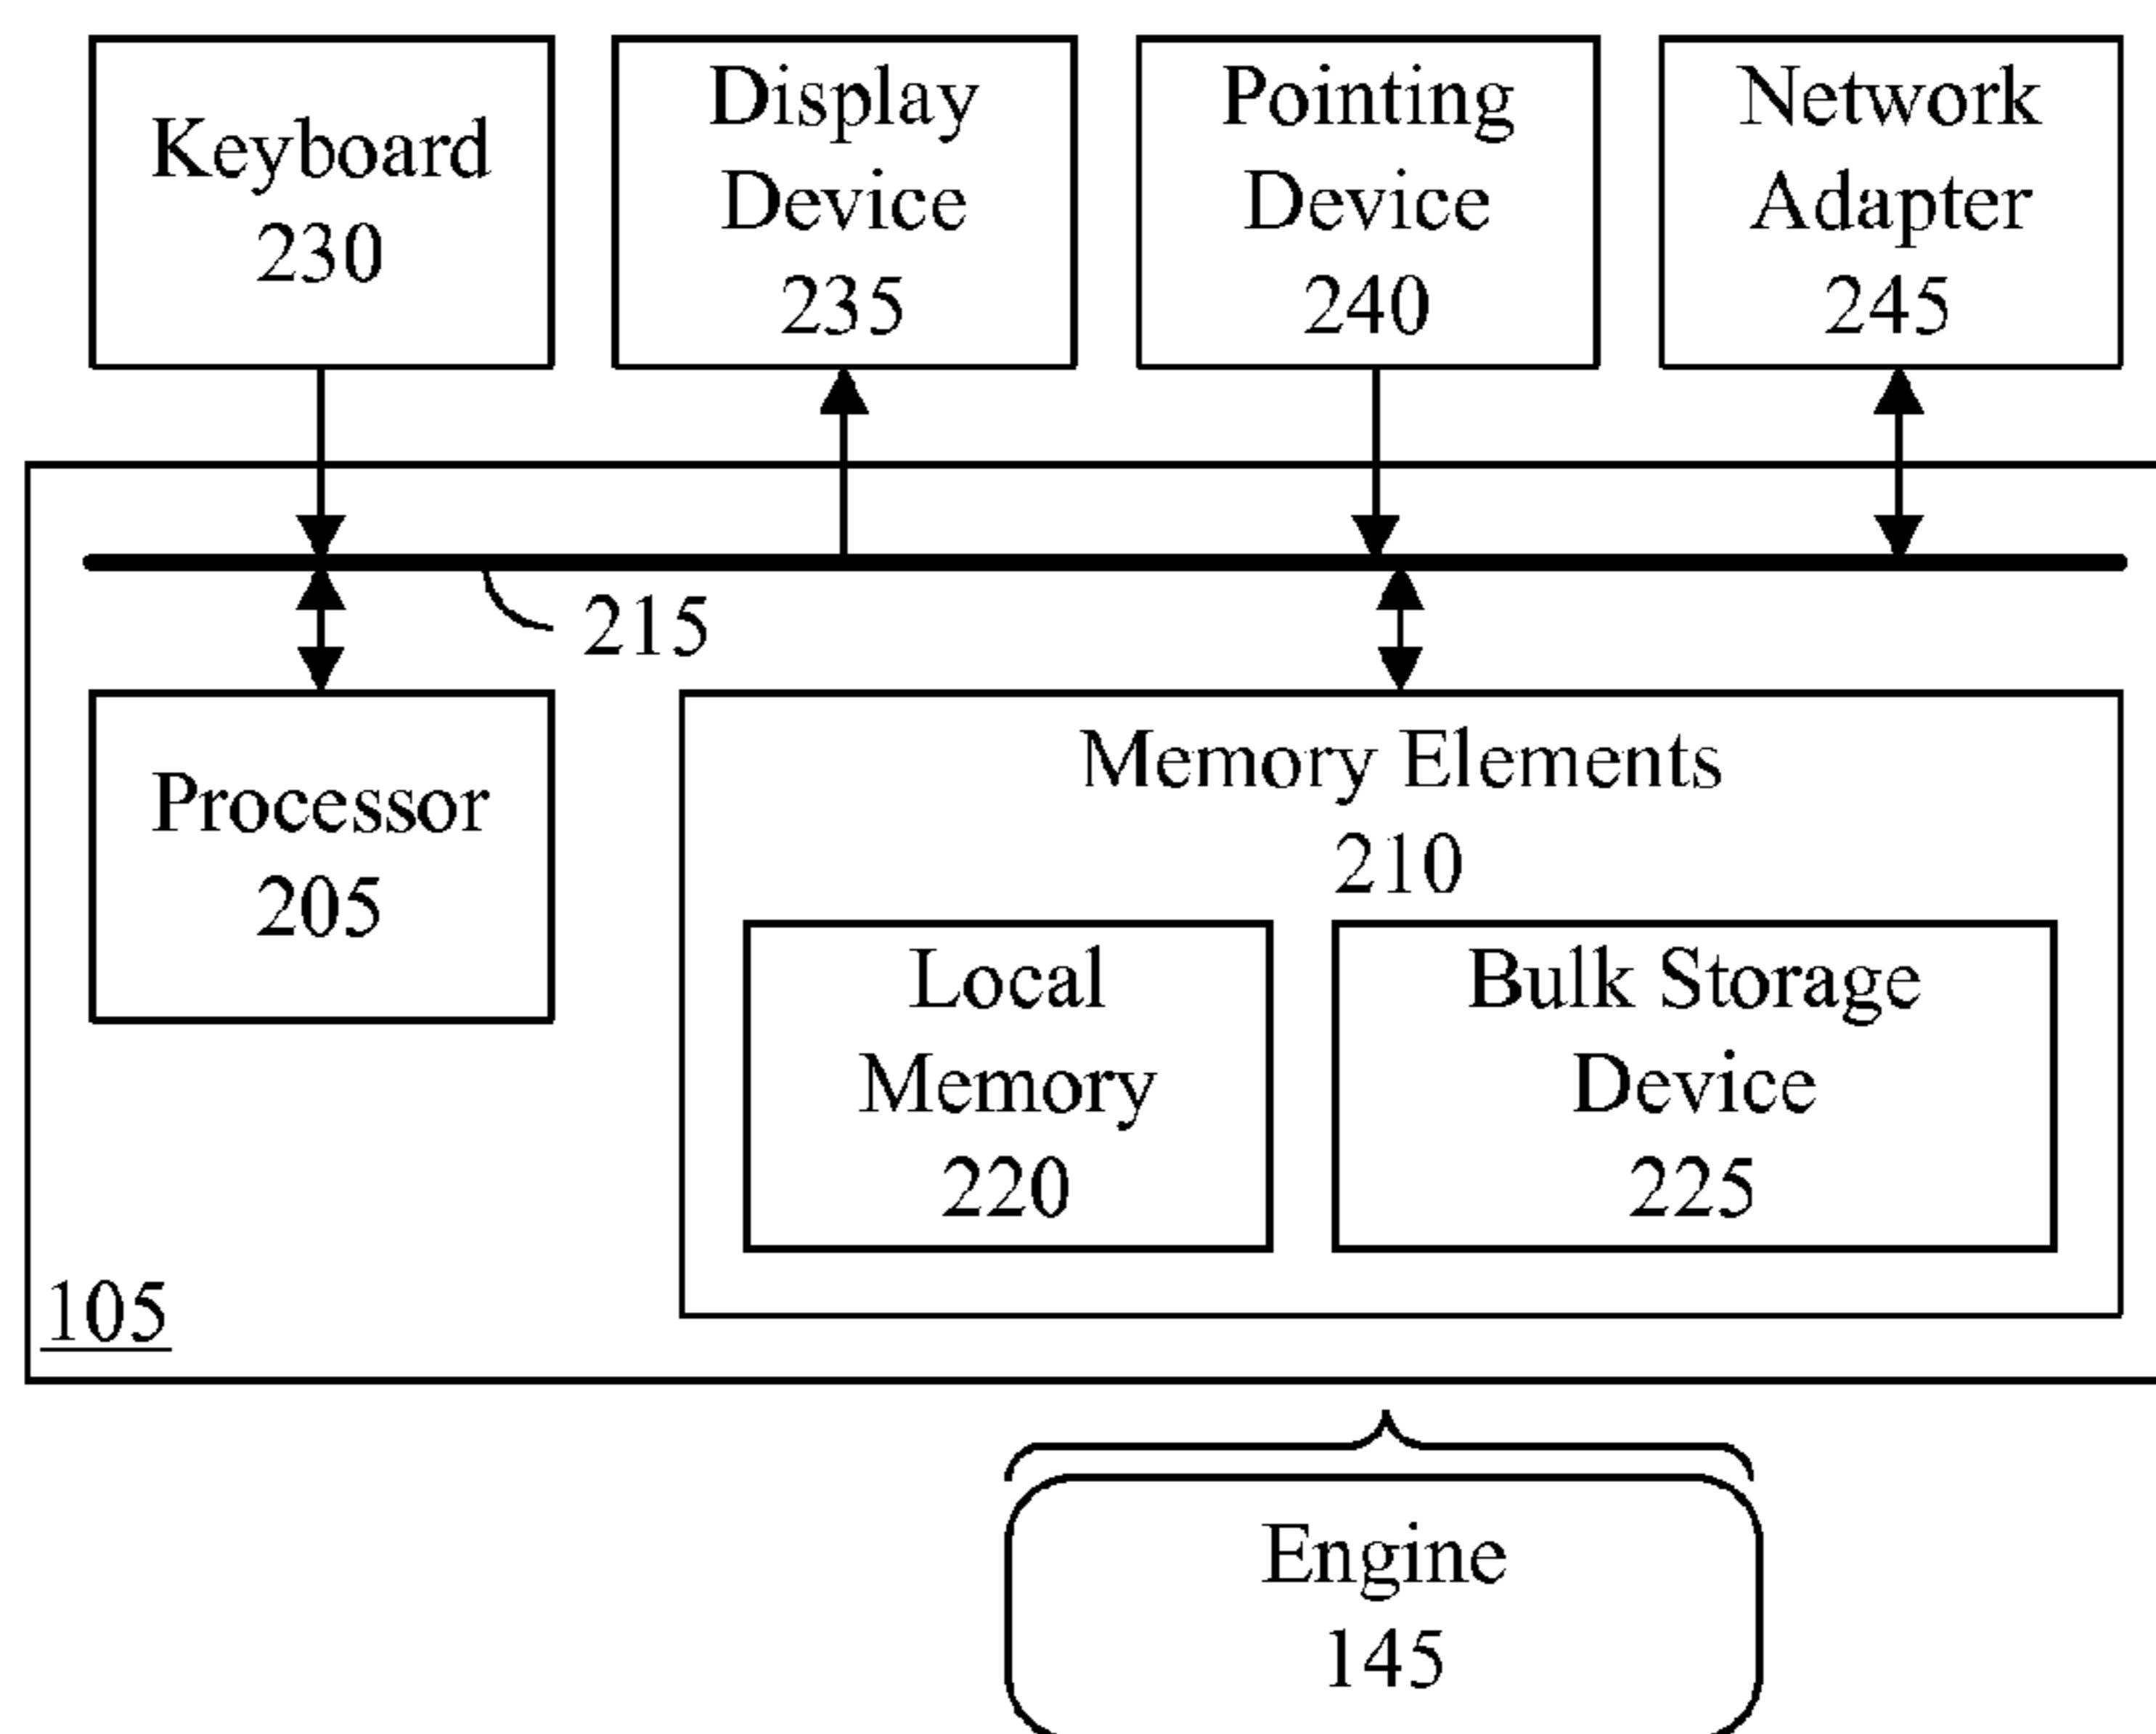 Keyboard
230
Display
Device
235
Pointing
Device
240
Network
Adapter
245
215
Processor
205
Memory Elements
210
Local
Memory
220
Bulk Storage
Device
225
105
Engine
145